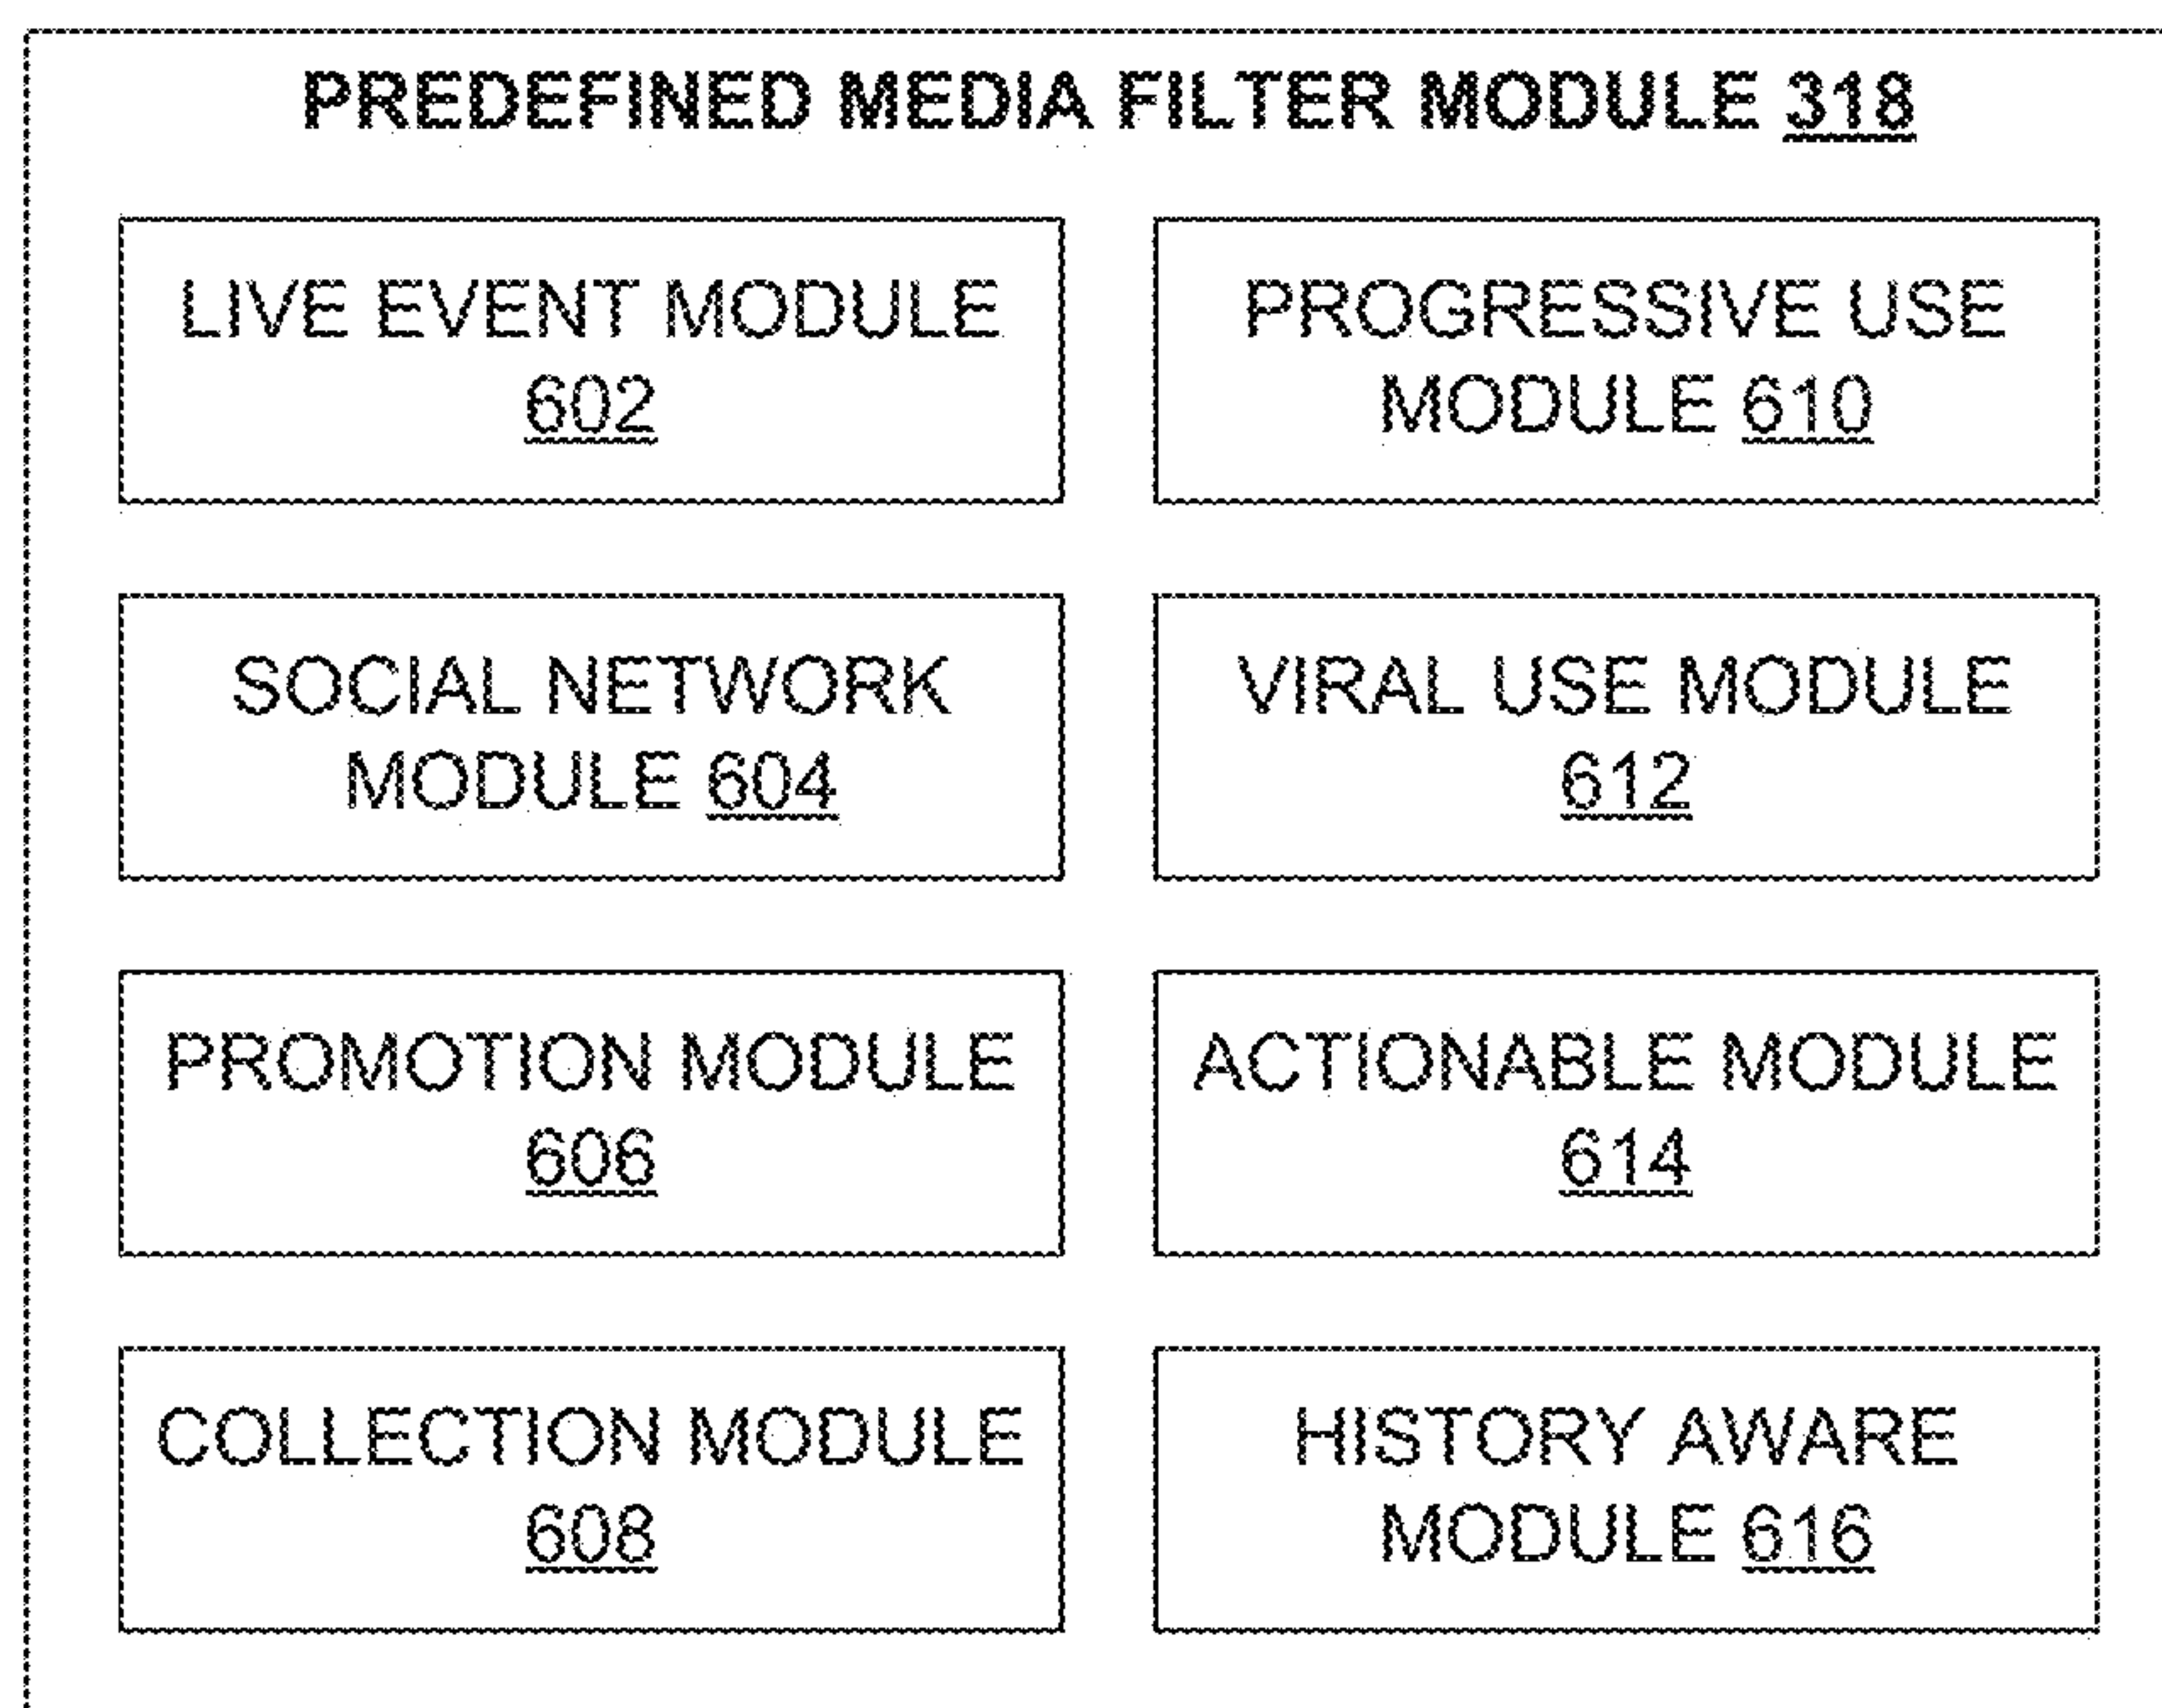 PREDEFINED MEDIA FILTER MODULE 318
LIVE EVENT MODULE
602
PROGRESSIVE USE
MODULE 610
SOCIAL NETWORK
MODULE 604
VIRAL USE MODULE
612
PROMOTION MODULE
606
ACTIONABLE MODULE
614
COLLECTION MODULE
608
HISTORY AWARE
MODULE 616